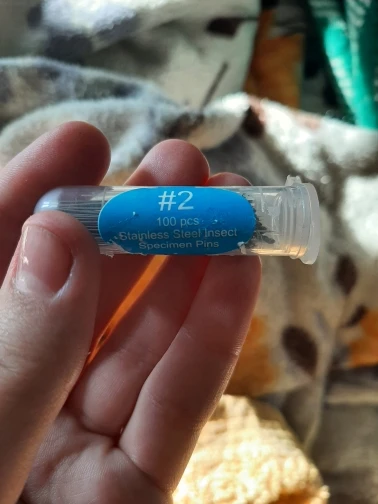 #2
100 pcs
Stainless Steel Insect
Specimen Pins